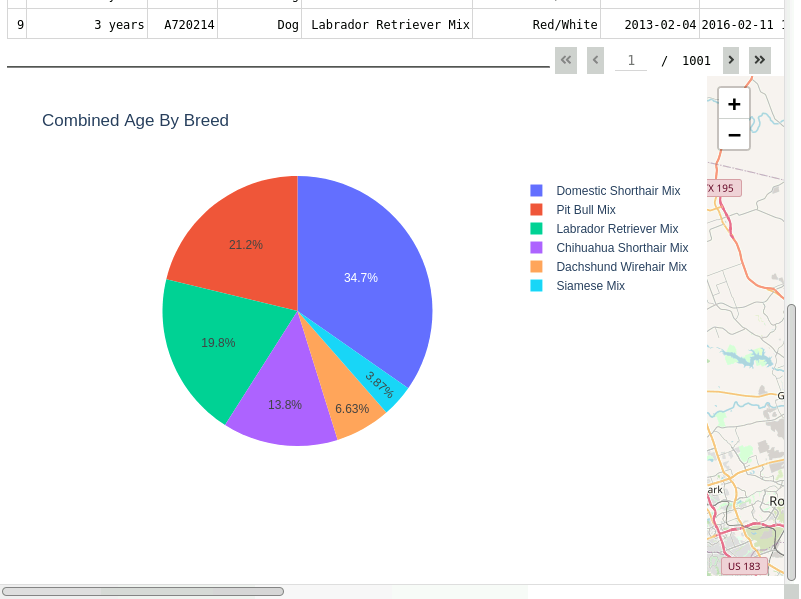 9 3 years A720214 Dog Labrador Retriever Mix Red/White 2013-02-04 2016-02-11
1 / 1001
Combined Age By Breed
Domestic Shorthair Mix
Pit Bull Mix
Labrador Retriever Mix
Chihuahua Shorthair Mix
Dachshund Wirehair Mix
Siamese Mix
21.2%
34.7%
19.8%
3.87%
13.8%
6.63%
+
−
X 195
G
ark
Ro
US 183